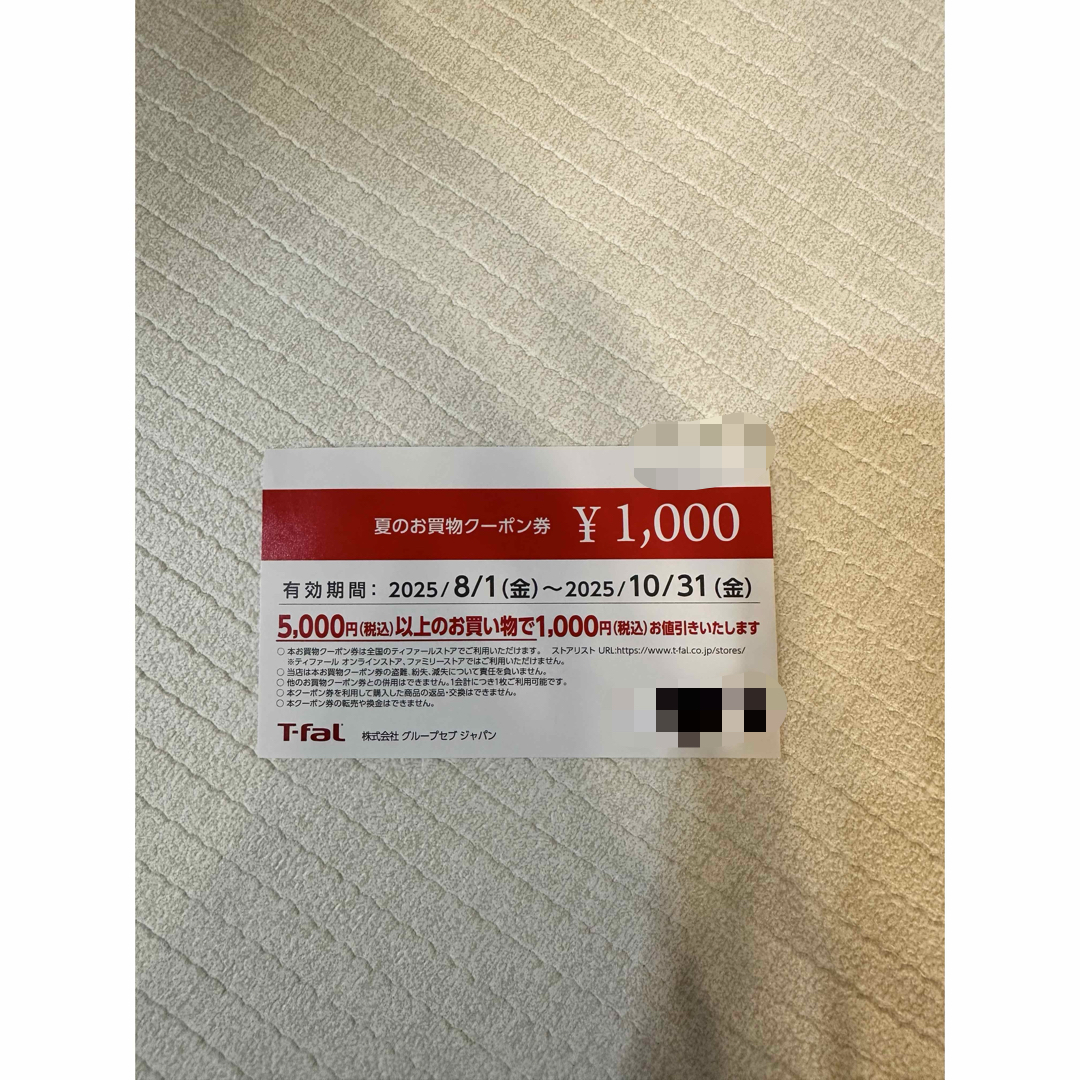 夏のお買物クーポン券 ¥1,000
有効期間： 2025/8/1(金)～2025/10/31(金)
5,000円(税込)以上のお買い物で1,000円(税込)お値引きいたします
○ 本お買物クーポン券は全国のティファールストアでご利用いただけます。 ストアリスト URL:https://www.t-fal.co.jp/stores/
※ティファール オンラインストア、ファミリーストアではご利用いただけません。
○ 当店は本お買物クーポン券の盗難、紛失、滅失について責任を負いません。
○ 他のお買物クーポン券との併用はできません。1会計につき1枚ご利用可能です。
○ 本クーポン券を利用して購入した商品の返品・交換はできません。
○ 本クーポン券の転売や換金はできません。
T-fal 株式会社 グループセブ ジャパン